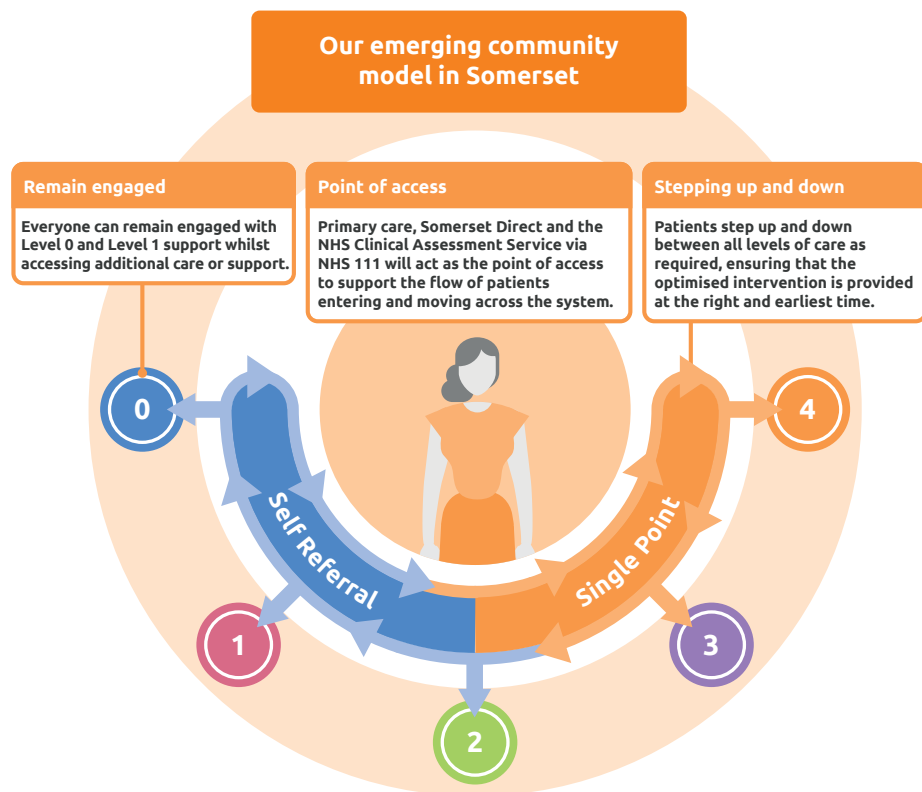 Our emerging community
model in Somerset
Remain engaged
Everyone can remain engaged with
Level 0 and Level 1 support whilst
accessing additional care or support.
Point of access
Primary care, Somerset Direct and the
NHS Clinical Assessment Service via
NHS 111 will act as the point of access
to support the flow of patients
entering and moving across the system.
Stepping up and down
Patients step up and down
between all levels of care as
required, ensuring that the
optimised intervention is provided
at the right and earliest time.
0
4
Self Referral
Single Point
1
3
2